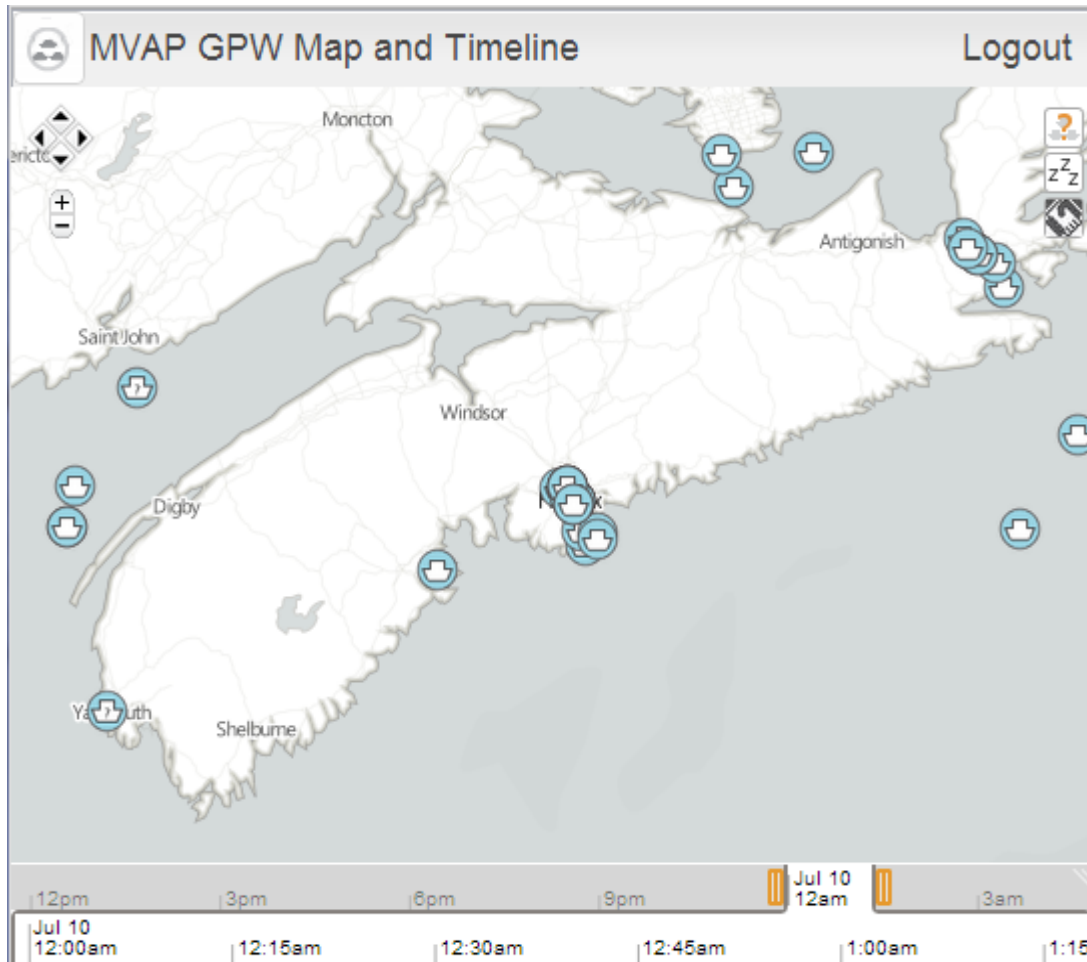 MVAP GPW Map and Timeline
Logout
Moncton
?
z z z
Antigonish
Saint John
Windsor
Digby
Shelburne
+
−
12pm
3pm
6pm
9pm
Jul 10
12am
3am
Jul 10
12:00am
12:15am
12:30am
12:45am
1:00am